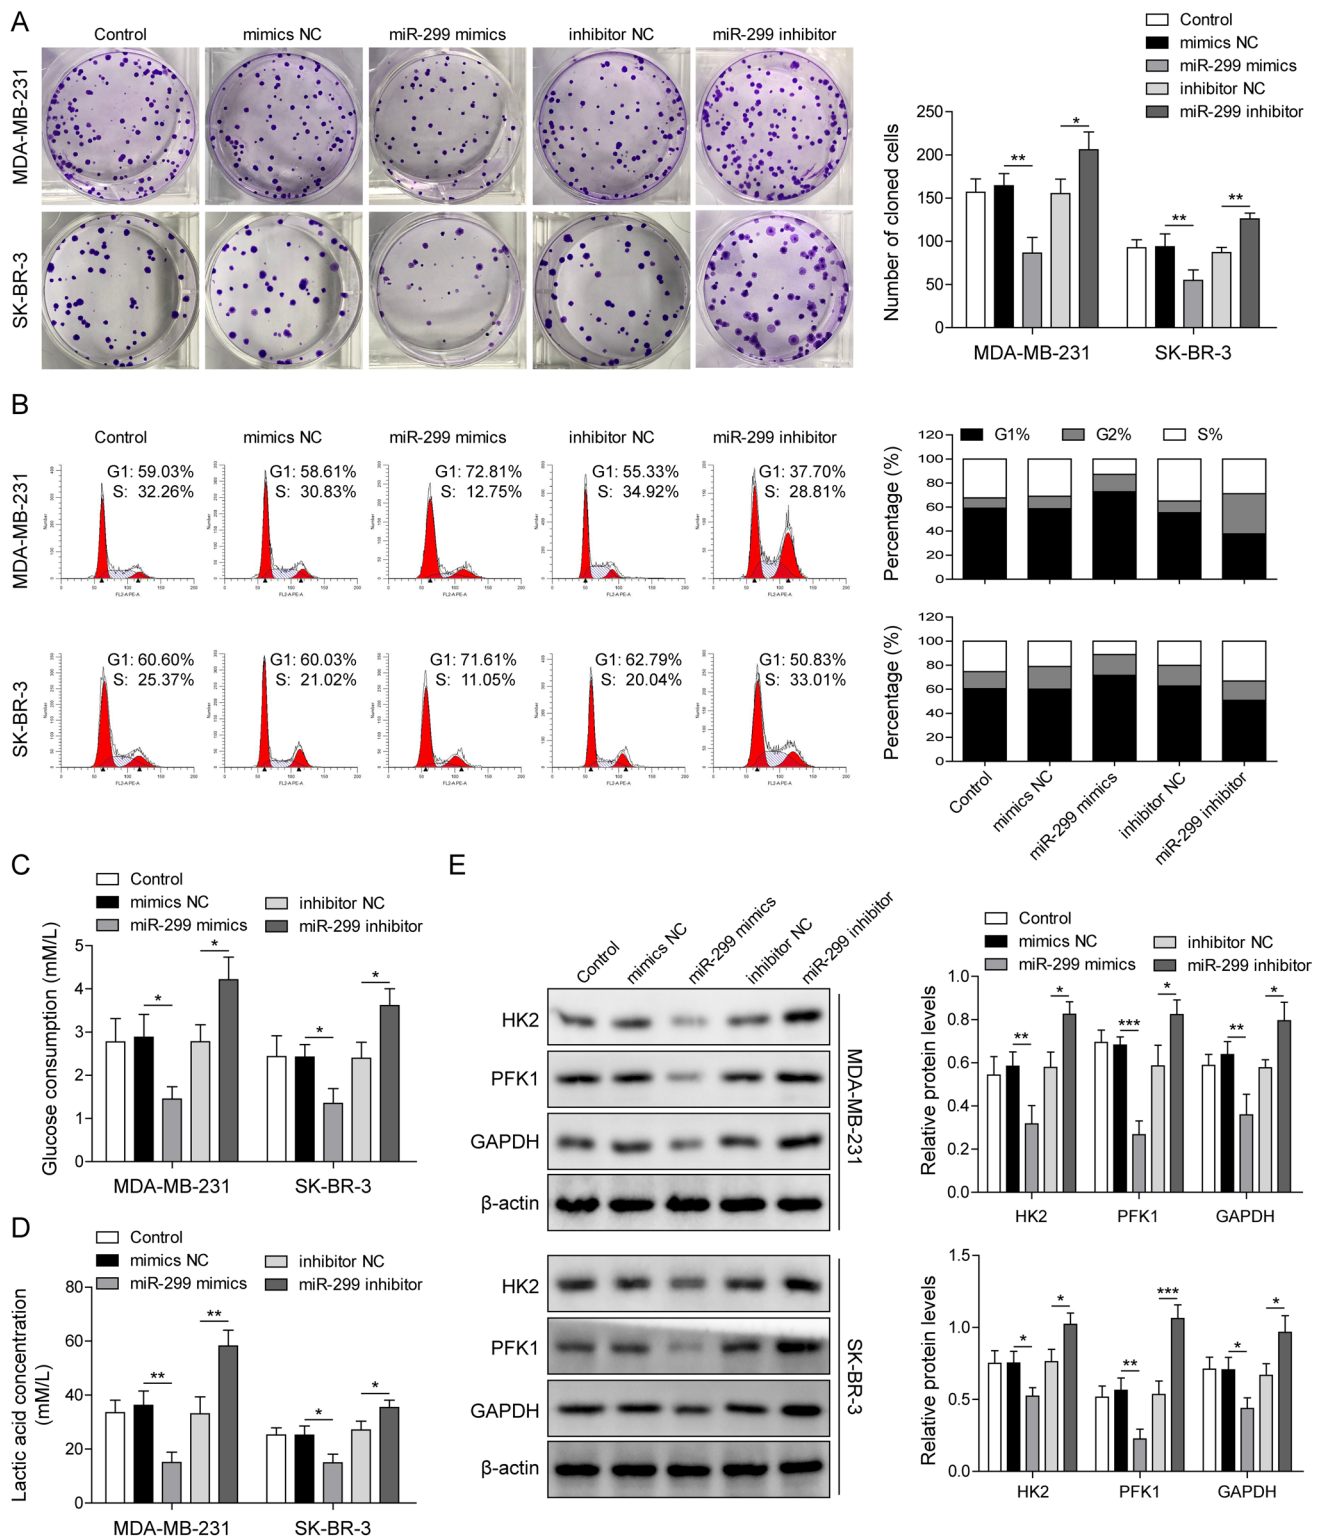 A
Control
mimics NC
miR-299 mimics
inhibitor NC
miR-299 inhibitor
MDA-MB-231
SK-BR-3
Control
mimics NC
miR-299 mimics
inhibitor NC
miR-299 inhibitor
Number of cloned cells
250
200
150
100
50
0
** * ** **
MDA-MB-231 SK-BR-3
B
Control
mimics NC
miR-299 mimics
inhibitor NC
miR-299 inhibitor
MDA-MB-231
G1: 59.03%
S: 32.26%
G1: 58.61%
S: 30.83%
G1: 72.81%
S: 12.75%
G1: 55.33%
S: 34.92%
G1: 37.70%
S: 28.81%
SK-BR-3
G1: 60.60%
S: 25.37%
G1: 60.03%
S: 21.02%
G1: 71.61%
S: 11.05%
G1: 62.79%
S: 20.04%
G1: 50.83%
S: 33.01%
G1% G2% S%
Percentage (%)
120
100
80
60
40
20
0
Percentage (%)
120
100
80
60
40
20
0
Control
mimics NC
miR-299 mimics
inhibitor NC
miR-299 inhibitor
C
Control
mimics NC
miR-299 mimics
inhibitor NC
miR-299 inhibitor
Glucose consumption (mM/L)
5
4
3
2
1
0
* * * *
MDA-MB-231 SK-BR-3
D
Control
mimics NC
miR-299 mimics
inhibitor NC
miR-299 inhibitor
Lactic acid concentration
(mM/L)
80
60
40
20
0
** ** * *
MDA-MB-231 SK-BR-3
E
Control
mimics NC
miR-299 mimics
inhibitor NC
miR-299 inhibitor
HK2
PFK1
GAPDH
β-actin
MDA-MB-231
HK2
PFK1
GAPDH
β-actin
SK-BR-3
Control
mimics NC
miR-299 mimics
inhibitor NC
miR-299 inhibitor
Relative protein levels
1.0
0.8
0.6
0.4
0.2
0.0
** * *** * ** *
HK2 PFK1 GAPDH
Relative protein levels
1.5
1.0
0.5
0.0
* * ** *** * *
HK2 PFK1 GAPDH